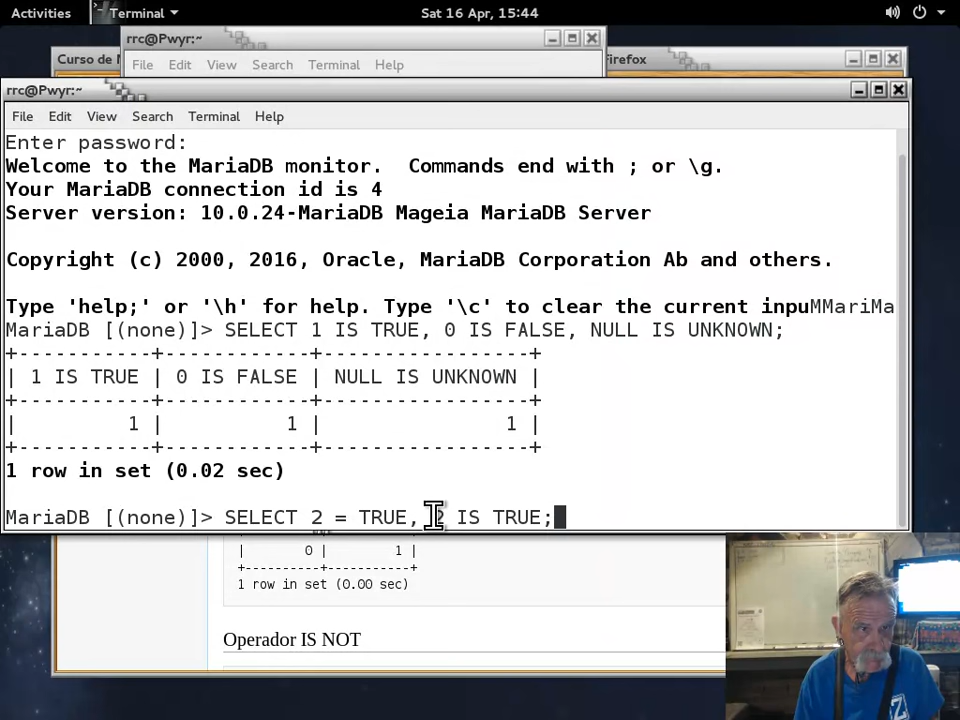 Activities Terminal Sat 16 Apr, 15:44
rrc@Pwyr:~
Curso de Firefox
File Edit View Search Terminal Help
rrc@Pwyr:~
File Edit View Search Terminal Help
Enter password:
Welcome to the MariaDB monitor.  Commands end with ; or \g.
Your MariaDB connection id is 4
Server version: 10.0.24-MariaDB Mageia MariaDB Server
Copyright (c) 2000, 2016, Oracle, MariaDB Corporation Ab and others.
Type 'help;' or '\h' for help. Type '\c' to clear the current inpuMMariMa
MariaDB [(none)]> SELECT 1 IS TRUE, 0 IS FALSE, NULL IS UNKNOWN;
+-----------+------------+-----------------+
| 1 IS TRUE | 0 IS FALSE | NULL IS UNKNOWN |
+-----------+------------+-----------------+
|         1 |          1 |               1 |
+-----------+------------+-----------------+
1 row in set (0.02 sec)
MariaDB [(none)]> SELECT 2 = TRUE, 2 IS TRUE;
|        0 |         1 |
+----------+-----------+
1 row in set (0.00 sec)
Operador IS NOT